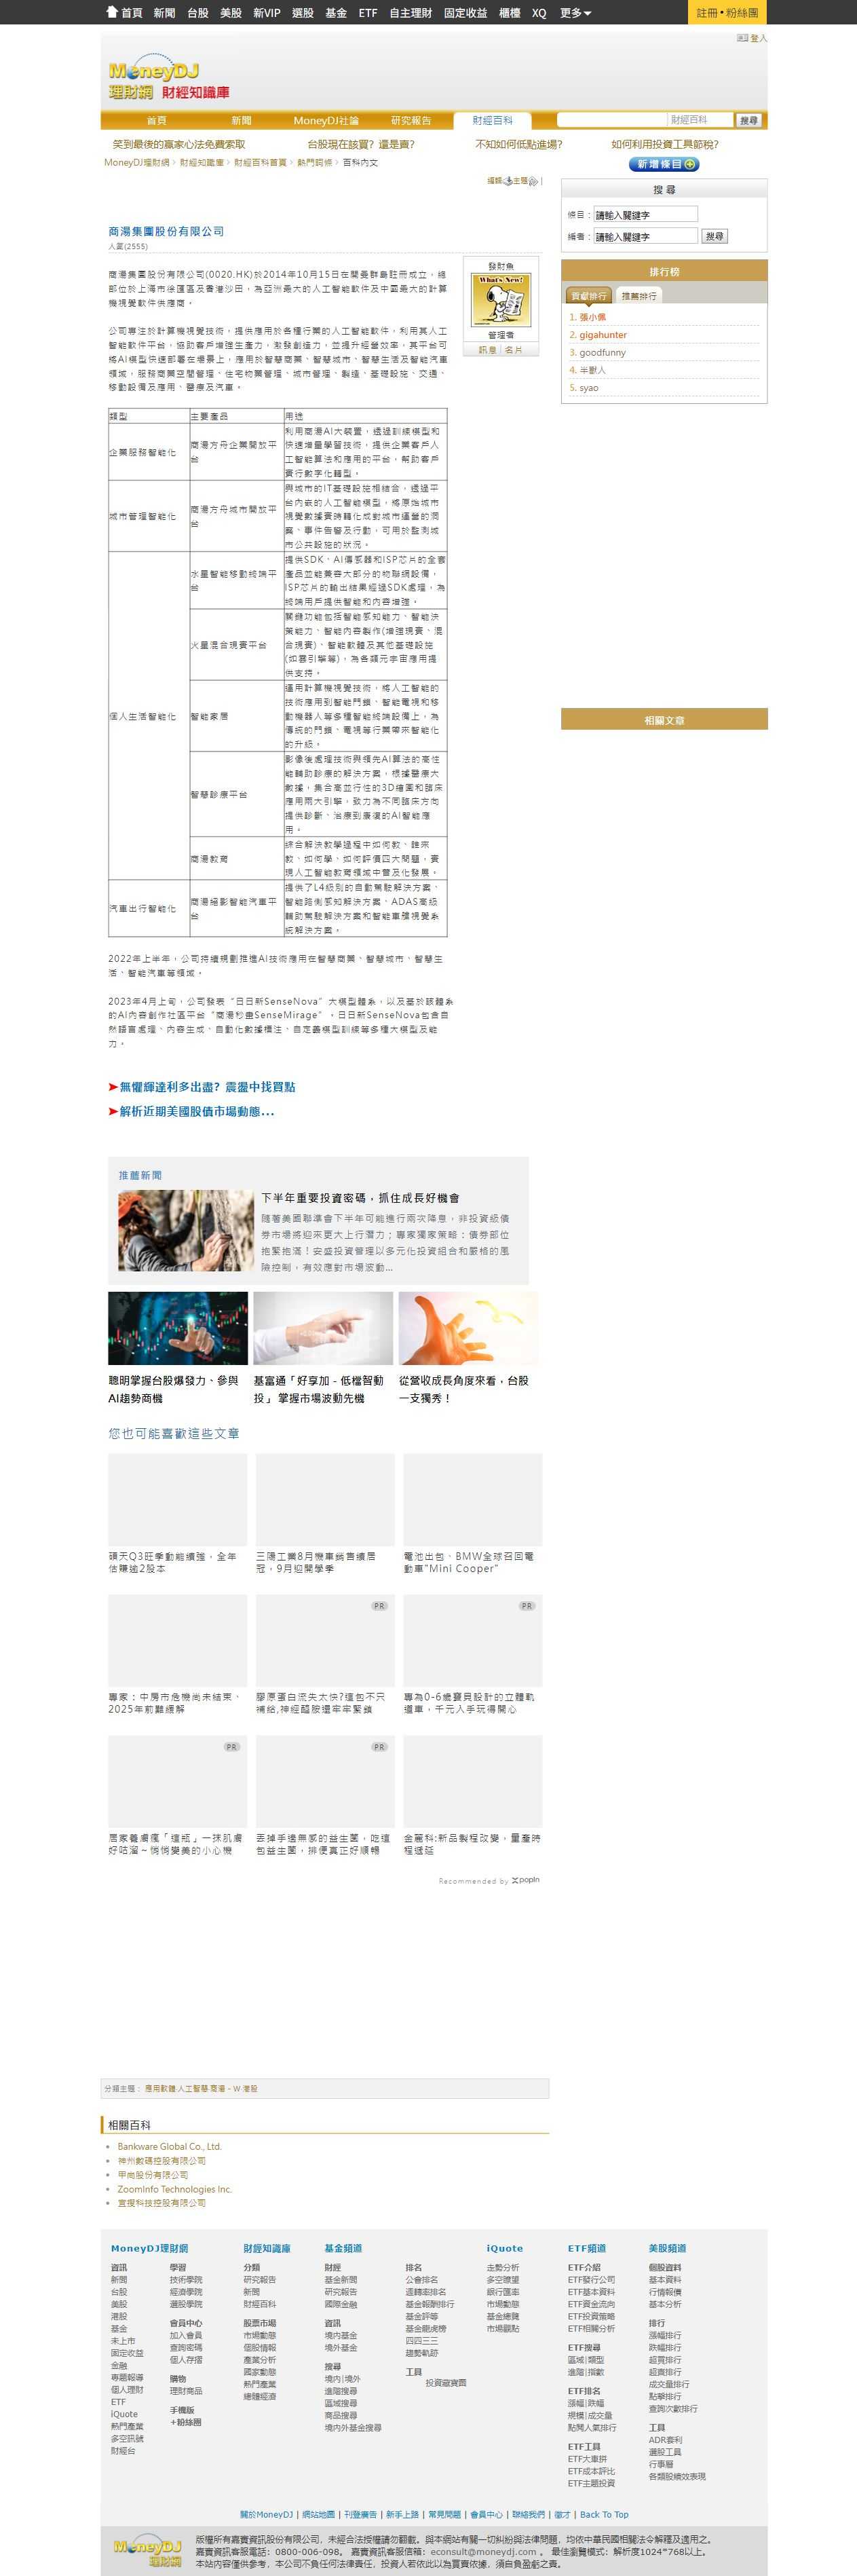 首頁 新聞 台股 美股 新VIP 選股 基金 ETF 自主理財 固定收益 櫃檯 XQ 更多 註冊•粉絲團
登入
MoneyDJ
理財網 財經知識庫
首頁 新聞 MoneyDJ社論 研究報告 財經百科 財經百科 搜尋
笑到最後的贏家心法免費索取 台股現在該買？還是賣？ 不知如何低點進場？ 如何利用投資工具節稅？
MoneyDJ理財網 財經知識庫 財經百科首頁 熱門詞條 百科內文
新增條目
編輯 主題 |
搜 尋
條目：請輸入關鍵字
編者：請輸入關鍵字 搜尋
商湯集團股份有限公司
人氣(2555)
發財魚
What's New!
管理者
訊息 | 名片
排行榜
貢獻排行 推薦排行
1. 張小佩
2. gigahunter
3. goodfunny
4. 半獸人
5. syao
商湯集團股份有限公司(0020.HK)於2014年10月15日在開曼群島註冊成立，總
部位於上海市徐匯區及香港沙田，為亞洲最大的人工智能軟件及中國最大的計算
機視覺軟件供應商。
公司專注於計算機視覺技術，提供應用於各種行業的人工智能軟件，利用其人工
智能軟件平台，協助客戶增強生產力，激發創造力，並提升經營效率，其平台可
將AI模型快速部署在場景上，應用於智慧商業、智慧城市、智慧生活及智能汽車
領域，服務商業空間管理、住宅物業管理、城市管理、製造、基礎設施、交通、
移動設備及應用、醫療及汽車。
類型 主要產品 用途
企業服務智能化
商湯方舟企業開放平
台
利用商湯AI大裝置，透過訓練模型和
快速增量學習技術，提供企業客戶人
工智能算法和應用的平台，幫助客戶
實行數字化轉型。
城市管理智能化
商湯方舟城市開放平
台
與城市的IT基礎設施相結合，透過平
台內嵌的人工智能模型，將原始城市
視覺數據實時轉化成對城市運營的洞
察、事件告警及行動，可用於監測城
市公共設施的狀況。
個人生活智能化
水星智能移動終端平
台
提供SDK、AI傳感器和ISP芯片的全套
產品並能兼容大部分的物聯網設備，
ISP芯片的輸出結果經過SDK處理，為
終端用戶提供智能和內容增強。
火星混合現實平台
關鍵功能包括智能感知能力、智能決
策能力、智能內容製作(增強現實、混
合現實)、智能軟體及其他基礎設施
(如雲引擎等)，為各類元宇宙應用提
供支持。
智能家居
運用計算機視覺技術，將人工智能的
技術應用到智能門鎖、智能電視和移
動機器人等多種智能終端設備上，為
傳統的門鎖、電視等行業帶來智能化
的升級。
智慧診療平台
影像後處理技術與領先AI算法的高性
能輔助診療的解決方案，根據醫療大
數據，集合高並行性的3D繪圖和臨床
應用兩大引擎，致力為不同臨床方向
提供診斷、治療到康復的AI智能應
用。
商湯教育
綜合解決教學過程中如何教、誰來
教、如何學、如何評價四大問題，實
現人工智能教育領域中普及化發展。
汽車出行智能化
商湯絕影智能汽車平
台
提供了L4級別的自動駕駛解決方案、
智能路側感知解決方案、ADAS高級
輔助駕駛解決方案和智能車艙視覺系
統解決方案。
2022年上半年，公司持續規劃推進AI技術應用在智慧商業、智慧城市、智慧生
活、智能汽車等領域。
2023年4月上旬，公司發表“日日新SenseNova”大模型體系，以及基於該體系
的AI內容創作社區平台“商湯秒畫SenseMirage”，日日新SenseNova包含自
然語言處理、內容生成、自動化數據標注、自定義模型訓練等多種大模型及能
力。
相關文章
➤無懼輝達利多出盡？震盪中找買點
➤解析近期美國股債市場動態...
推薦新聞
下半年重要投資密碼，抓住成長好機會
隨著美國聯準會下半年可能進行兩次降息，非投資級債
券市場將迎來更大上行潛力；專家獨家策略：債券部位
抱緊抱滿！安盛投資管理以多元化投資組合和嚴格的風
險控制，有效應對市場波動...
聰明掌握台股爆發力、參與
AI趨勢商機
基富通「好享加 - 低檔智動
投」 掌握市場波動先機
從營收成長角度來看，台股
一支獨秀！
您也可能喜歡這些文章
碩天Q3旺季動能續強，全年
估賺逾2股本
三陽工業8月機車銷售續居
冠，9月迎開學季
電池出包、BMW全球召回電
動車"Mini Cooper"
PR
PR
專家：中房市危機尚未結束、
2025年前難緩解
膠原蛋白流失太快?這包不只
補給,神經醯胺還牢牢緊鎖
專為0-6歲寶貝設計的立體軌
道車，千元入手玩得開心
PR
PR
居家養膚瘋「這瓶」一抹肌膚
好咕溜～悄悄變美的小心機
丟掉手邊無感的益生菌，吃這
包益生菌，排便真正好順暢
金麗科:新品製程改變，量產時
程遞延
Recommended by popIn
分類主題： 應用軟體.人工智慧.商港－W.港股
相關百科
Bankware Global Co., Ltd.
神州數碼控股有限公司
甲尚股份有限公司
ZoomInfo Technologies Inc.
宜搜科技控股有限公司
MoneyDJ理財網 財經知識庫 基金頻道 iQuote ETF頻道 美股頻道
資訊
新聞
台股
美股
港股
基金
未上市
固定收益
金融
專題報導
個人理財
ETF
iQuote
熱門產業
多空訊號
財經台
學習
技術學院
經濟學院
選股學院
會員中心
加入會員
查詢密碼
個人存摺
購物
理財商品
手機版
+粉絲團
分類
研究報告
新聞
財經百科
股票市場
市場動態
個股情報
產業分析
國家動態
熱門產業
總體經濟
財經
基金新聞
研究報告
國際金融
資訊
境內基金
境外基金
搜尋
境內|境外
進階搜尋
區域搜尋
商品搜尋
境內外基金搜尋
排名
公會排名
週轉率排名
基金報酬排行
基金評等
基金龍虎榜
四四三三
趨勢軌跡
工具
投資尋寶圖
走勢分析
多空瞭望
銀行匯率
市場動態
基金總覽
市場觀點
ETF介紹
ETF發行公司
ETF基本資料
ETF資金流向
ETF投資策略
ETF相關分析
ETF搜尋
區域|類型
進階|指數
ETF排名
漲幅|跌幅
規模|成交量
點閱人氣排行
ETF工具
ETF大車拼
ETF成本評比
ETF主題投資
個股資料
基本資料
行情報價
基本分析
排行
漲幅排行
跌幅排行
超買排行
超賣排行
成交量排行
點擊排行
查詢次數排行
工具
ADR套利
選股工具
行事曆
各類股績效表現
關於MoneyDJ | 網站地圖 | 刊登廣告 | 新手上路 | 常見問題 | 會員中心 | 聯絡我們 | 徵才 | Back To Top
MoneyDJ
理財網
版權所有嘉實資訊股份有限公司，未經合法授權請勿翻載。與本網站有關一切糾紛與法律問題，均依中華民國相關法令解釋及適用之。
嘉實資訊客服電話：0800-006-098。 嘉實資訊客服信箱：econsult@moneydj.com 。 最佳瀏覽模式：解析度1024*768以上。
本站內容僅供參考，本公司不負任何法律責任，投資人若依此以為買賣依據，須自負盈虧之責。